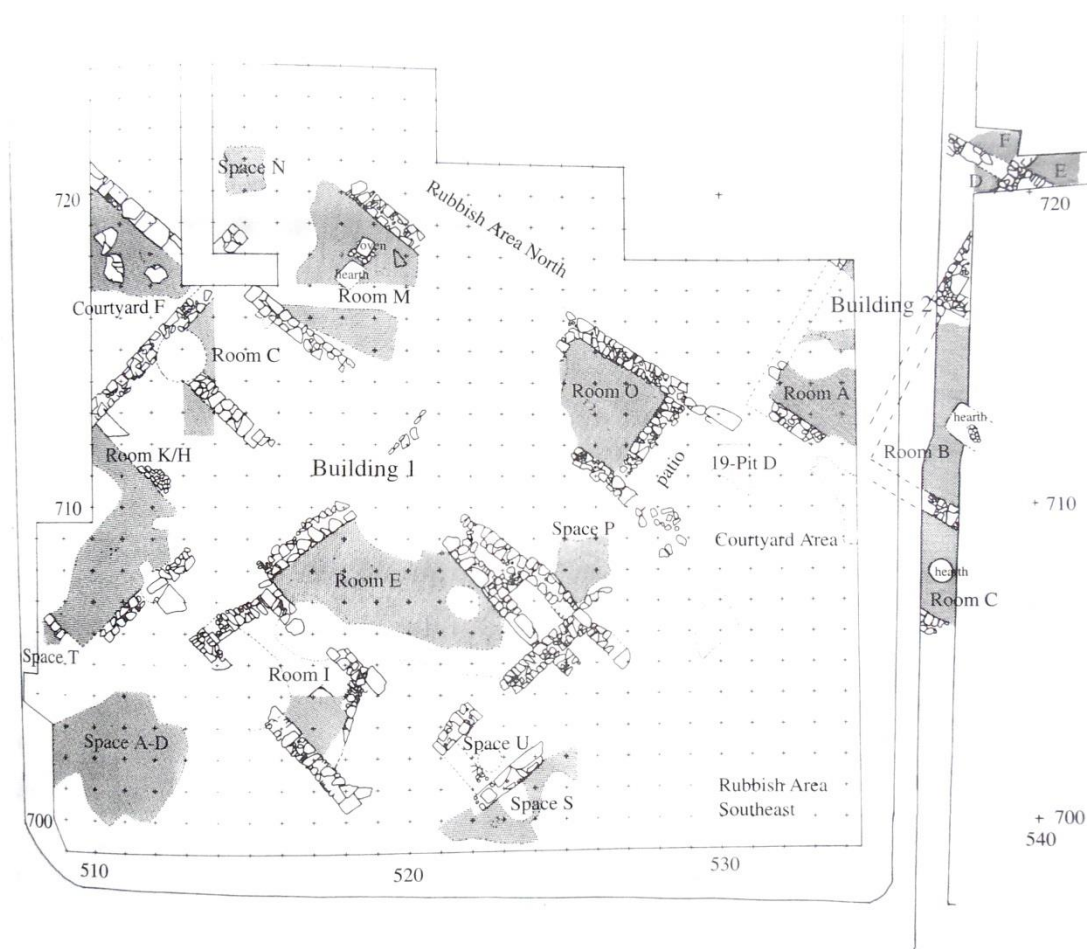 F
Space N
D
E
720
720
Rubbish Area North
oven
hearth
Room M
Courtyard F
Building 2
Room C
Room O
Room A
hearth
Room K/H
Room B
19-Pit D
patio
Building 1
710
710
Space P
Courtyard Area
Room E
hearth
Room C
Space T
Room I
Space A-D
Space U
Rubbish Area
Southeast
Space S
700
700
540
510
520
530